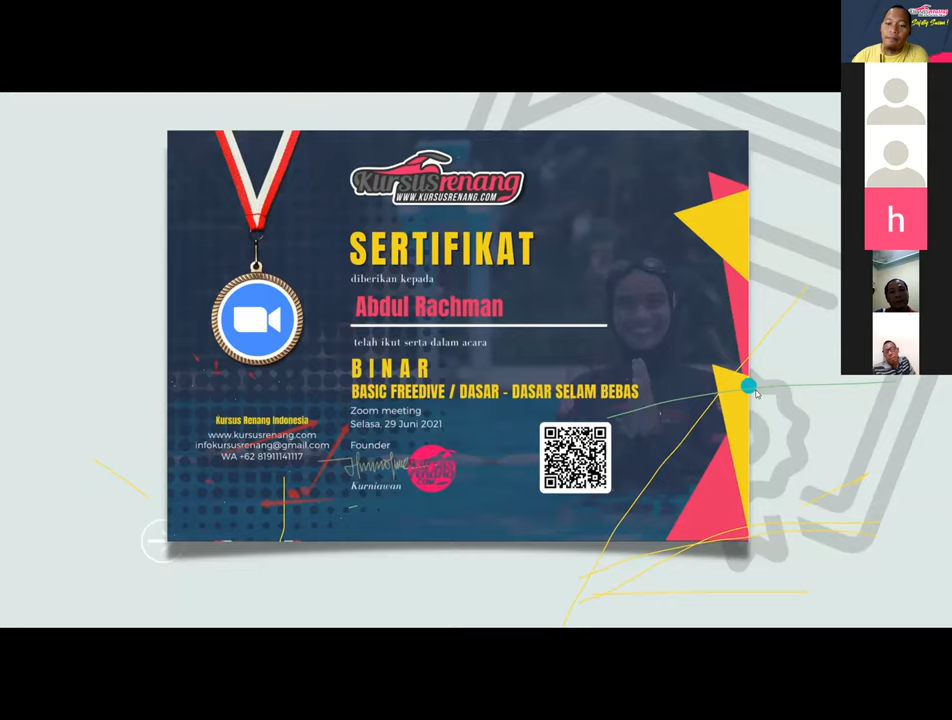 Kursusrenang
WWW.KURSUSRENANG.COM
SERTIFIKAT
diberikan kepada
Abdul Rachman
telah ikut serta dalam acara
BINAR
BASIC FREEDIVE / DASAR - DASAR SELAM BEBAS
Zoom meeting
Selasa, 29 Juni 2021
Founder
Kurniawan
Kursus Renang Indonesia
www.kursusrenang.com
infokursusrenang@gmail.com
WA +62 81911141117
h